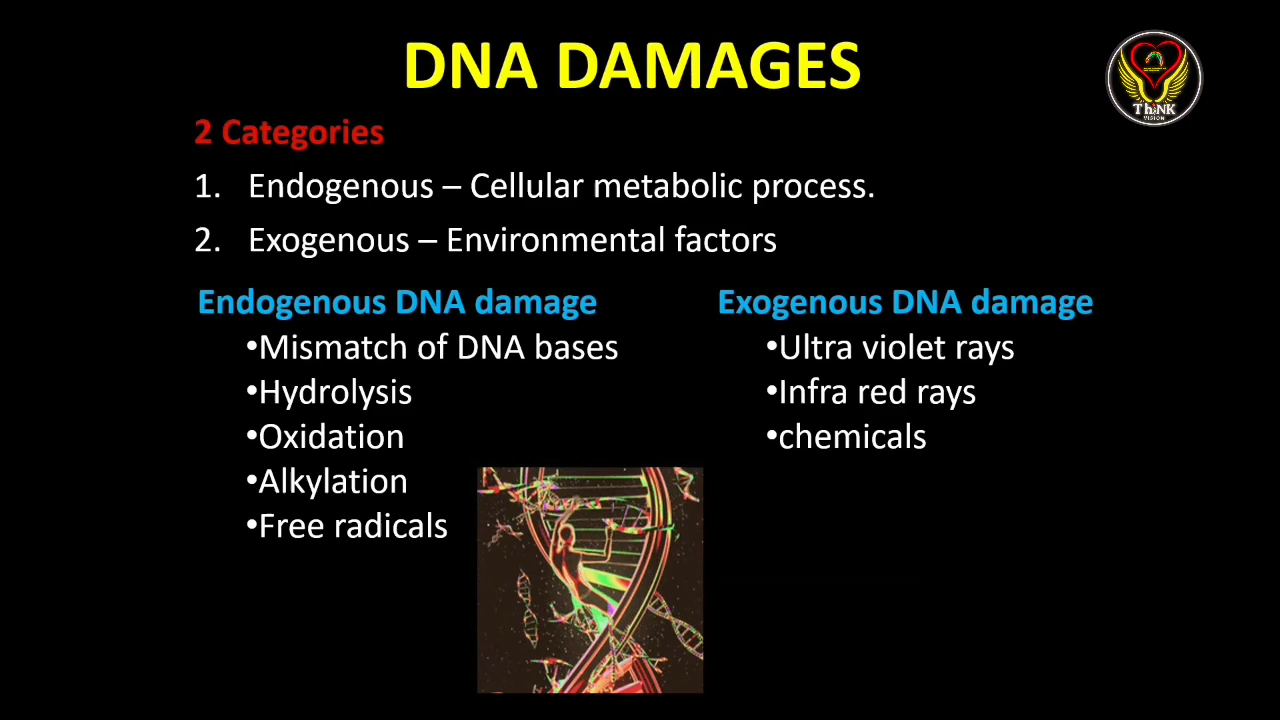 DNA DAMAGES
ThiNK
VISION
2 Categories
1. Endogenous – Cellular metabolic process.
2. Exogenous – Environmental factors
Endogenous DNA damage
•Mismatch of DNA bases
•Hydrolysis
•Oxidation
•Alkylation
•Free radicals
Exogenous DNA damage
•Ultra violet rays
•Infra red rays
•chemicals